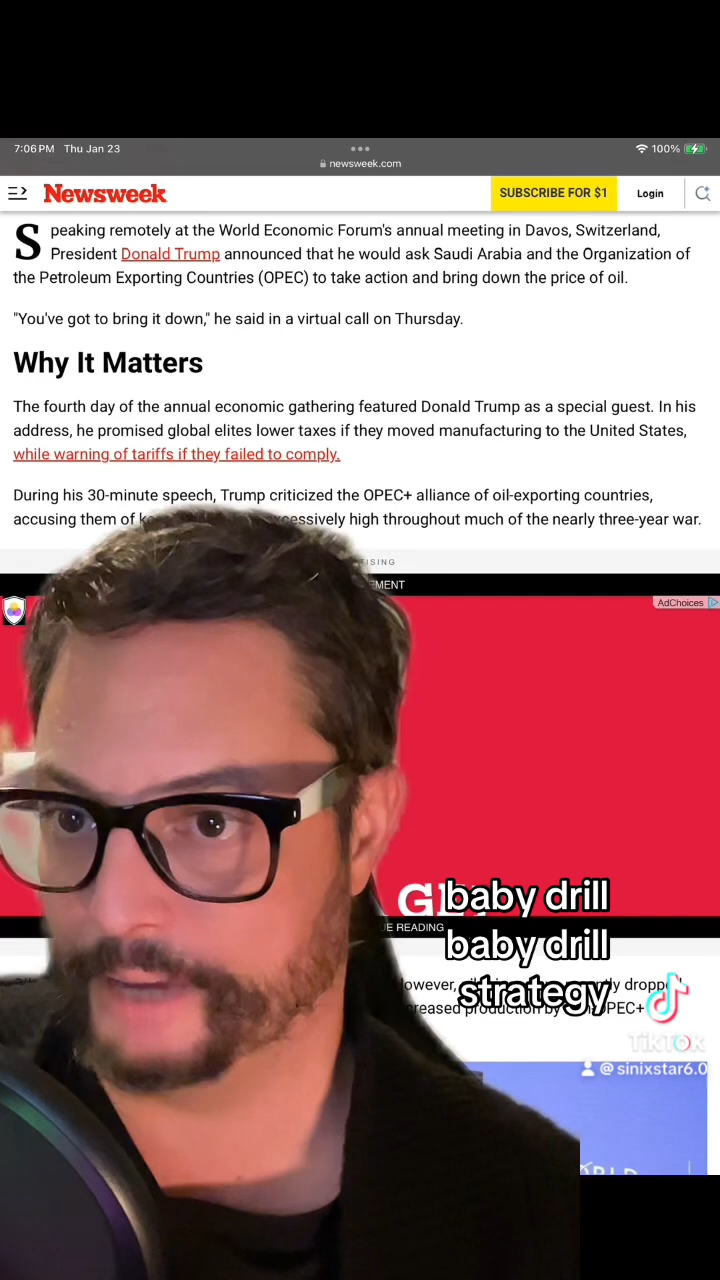 7:06 PM Thu Jan 23
newsweek.com
Newsweek
SUBSCRIBE FOR $1
Login
Speaking remotely at the World Economic Forum's annual meeting in Davos, Switzerland,
President Donald Trump announced that he would ask Saudi Arabia and the Organization of
the Petroleum Exporting Countries (OPEC) to take action and bring down the price of oil.
"You've got to bring it down," he said in a virtual call on Thursday.
Why It Matters
The fourth day of the annual economic gathering featured Donald Trump as a special guest. In his
address, he promised global elites lower taxes if they moved manufacturing to the United States,
while warning of tariffs if they failed to comply.
During his 30-minute speech, Trump criticized the OPEC+ alliance of oil-exporting countries,
accusing them of excessively high throughout much of the nearly three-year war.
100%
AdChoices
baby drill
READING
baby drill
However,
strategy
production by OPEC+
TikTok
@sinixstar6.0